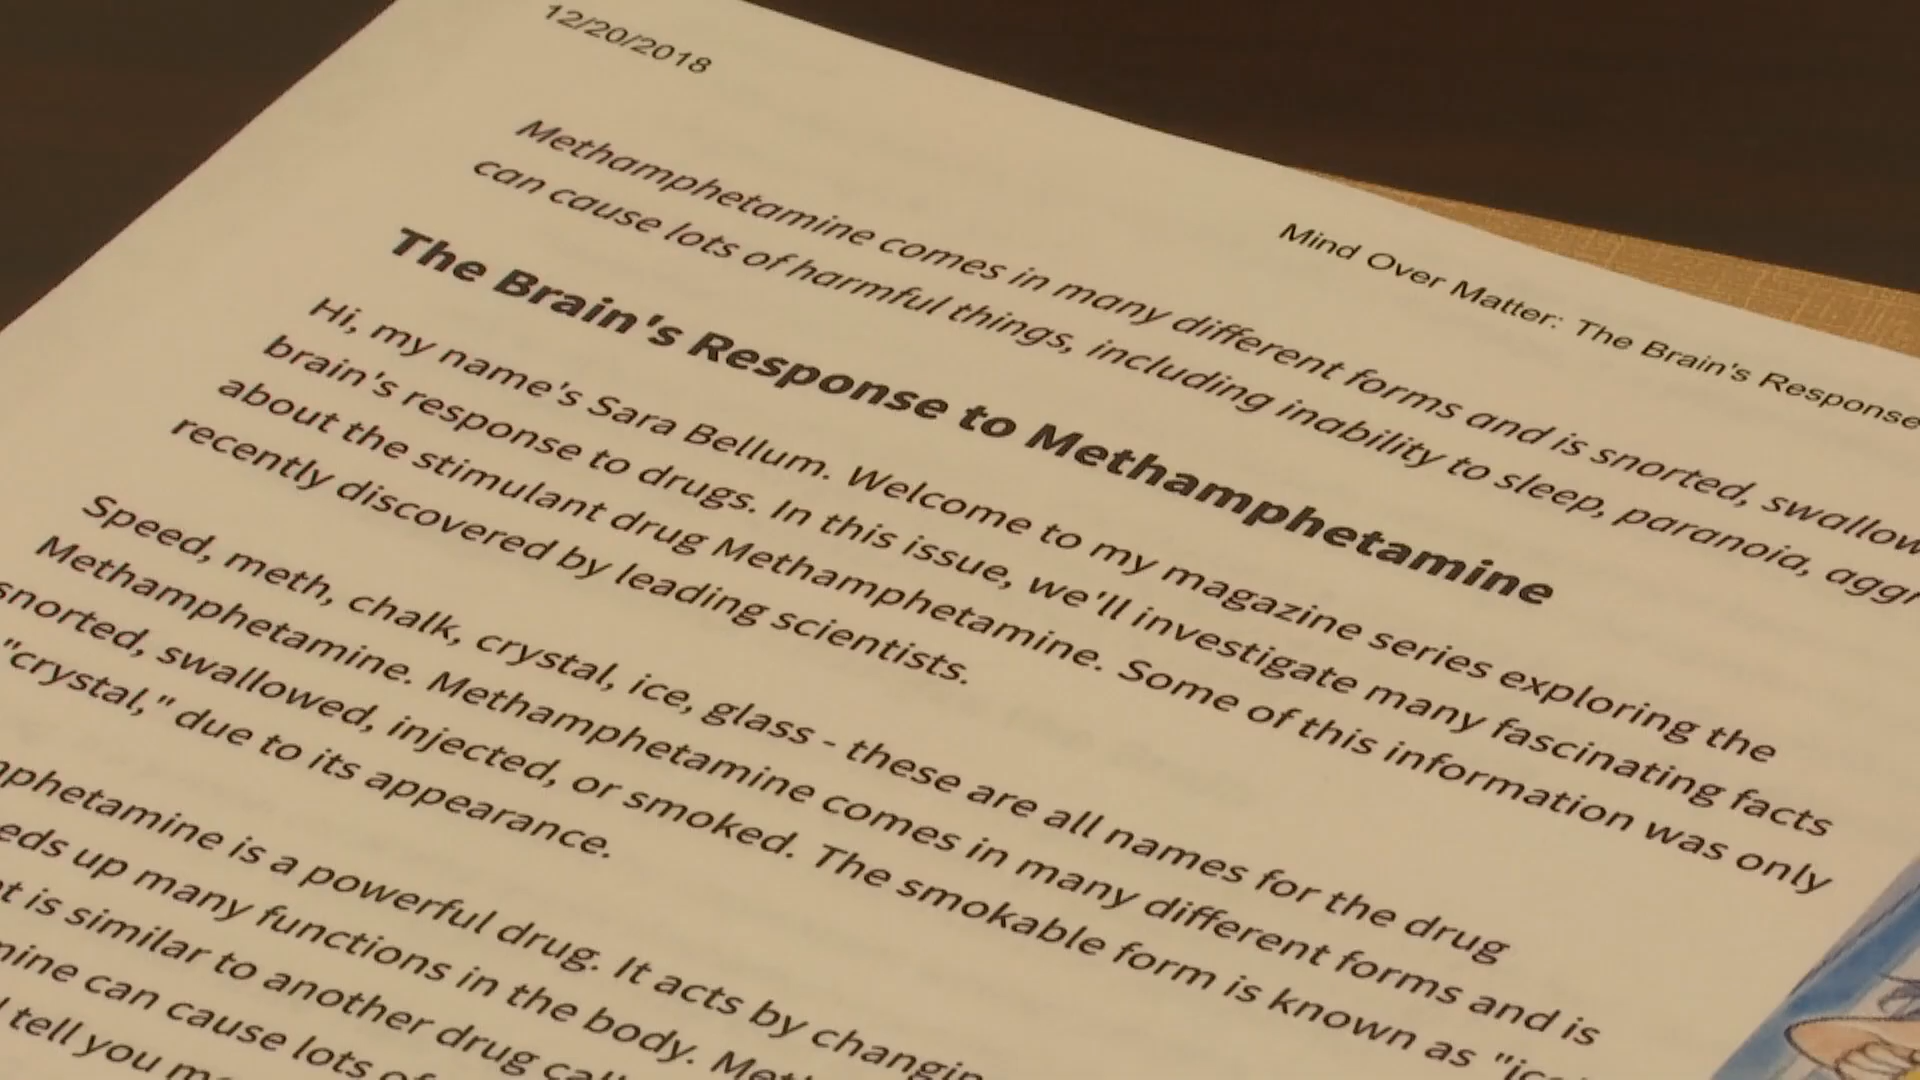 12/20/2018
Mind Over Matter: The Brain's Response
Methamphetamine comes in many different forms and is snorted,
can cause lots of harmful things, including inability to sleep, paranoia,
The Brain's Response to Methamphetamine
Hi, my name's Sara Bellum. Welcome to my magazine series exploring the
brain's response to drugs. In this issue, we'll investigate many fascinating facts
about the stimulant drug Methamphetamine. Some of this information was only
recently discovered by leading scientists.
Speed, meth, chalk, crystal, ice, glass - these are all names for the drug
Methamphetamine. Methamphetamine comes in many different forms and is
snorted, swallowed, injected, or smoked. The smokable form is known as
"crystal," due to its appearance.
is a powerful drug. It acts by
up many functions in the body.
is similar to another drug
can cause lots
tell you